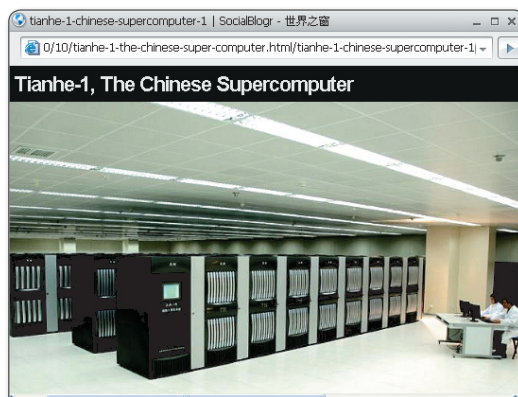 tianhe-1-chinese-supercomputer-1 | SocialBlogr - 世界之窗
0/10/tianhe-1-the-chinese-super-computer.html/tianhe-1-chinese-supercomputer-1
Tianhe-1, The Chinese Supercomputer